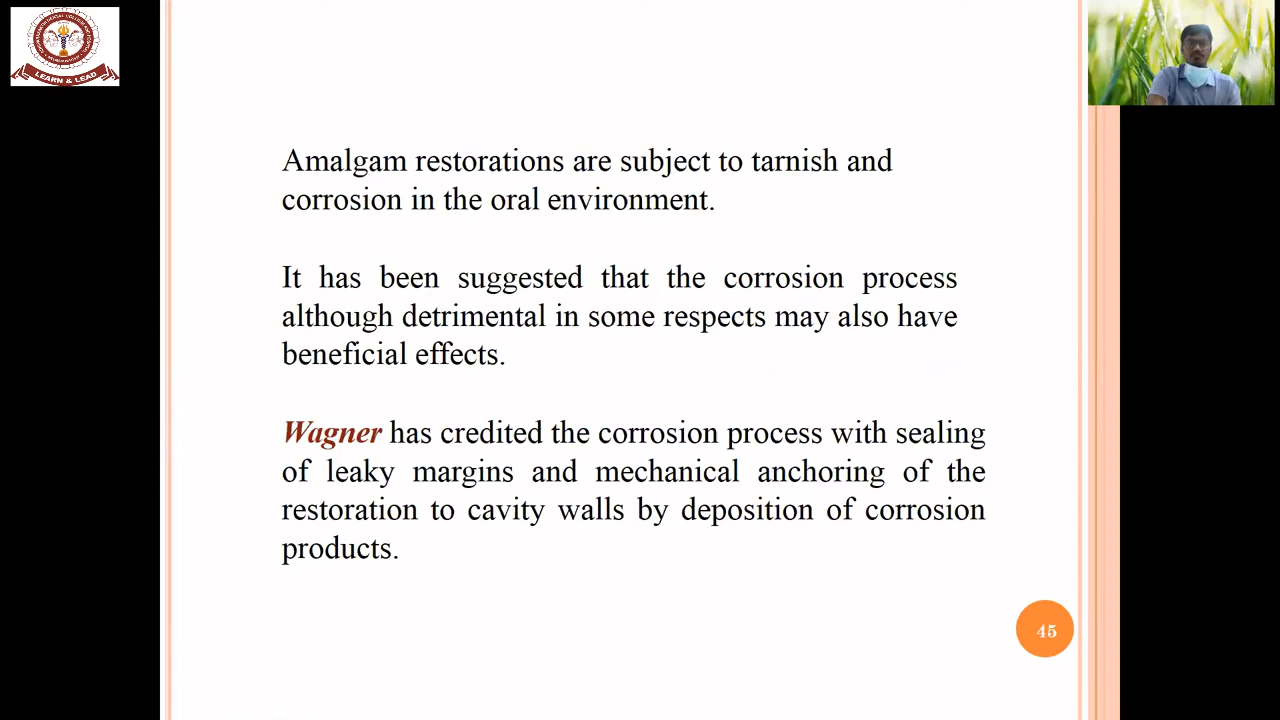 LEARN & LEAD
Amalgam restorations are subject to tarnish and
corrosion in the oral environment.
It has been suggested that the corrosion process
although detrimental in some respects may also have
beneficial effects.
Wagner has credited the corrosion process with sealing
of leaky margins and mechanical anchoring of the
restoration to cavity walls by deposition of corrosion
products.
45